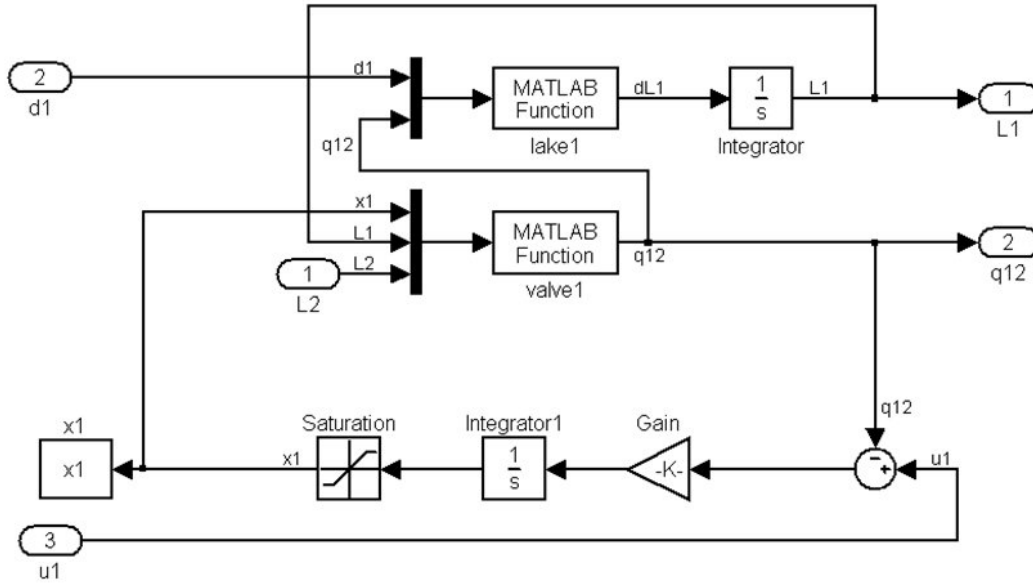 2
d1
d1
q12
MATLAB
Function
lake1
dL1
1
s
Integrator
L1
1
L1
x1
L1
L2
1
L2
MATLAB
Function
valve1
q12
2
q12
q12
x1
x1
x1
Saturation
Integrator1
1
s
Gain
-K-
-
+
u1
3
u1